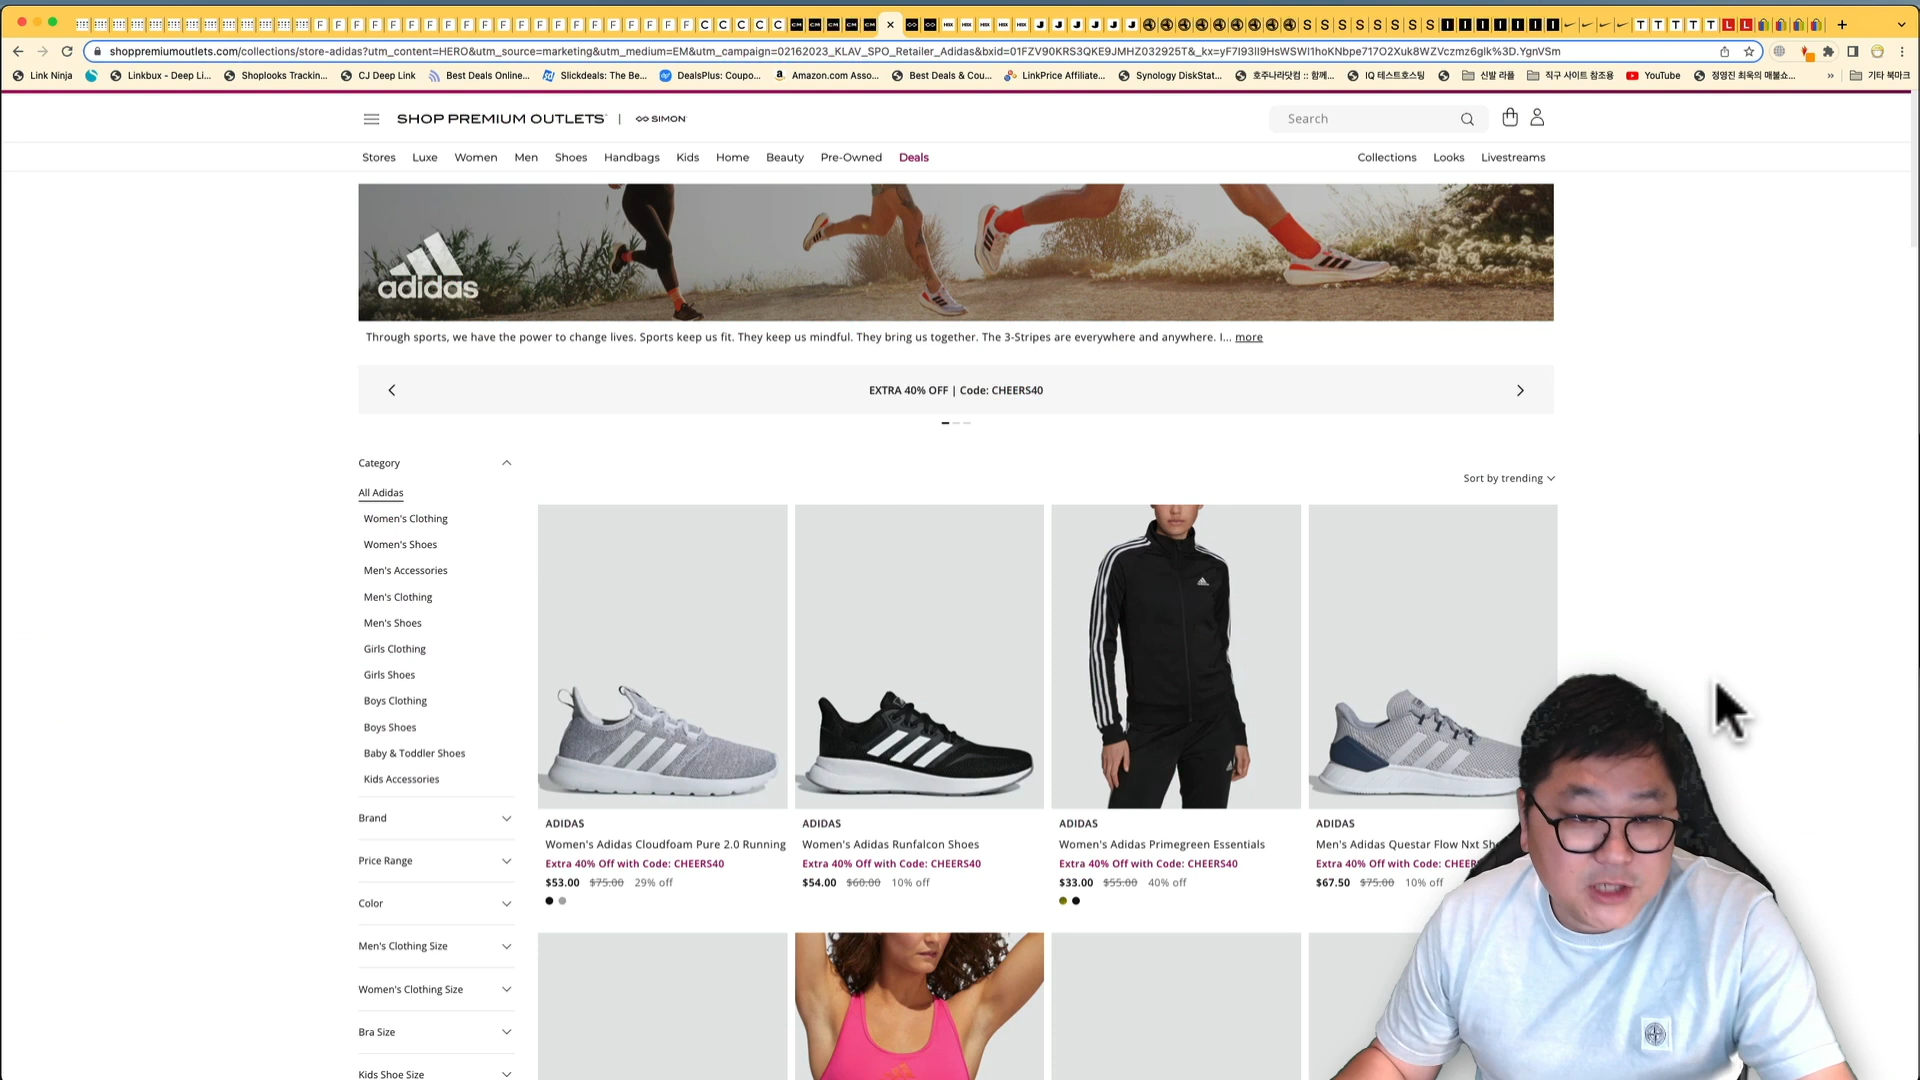 F F F F F F F F F F F F F F F F F F F F F C C C C C CM CM CM CM CM J J J J J J S S S S S S S S I I I I I I I T T T T T L L
shoppremiumoutlets.com/collections/store-adidas?utm_content=HERO&utm_source=marketing&utm_medium=EM&utm_campaign=02162023_KLAV_SPO_Retailer_Adidas&bxid=01FZV90KRS3QKE9JMHZ032925T&_kx=
Link Ninja
Linkbux - Deep Li...
Shoplooks Trackin...
CJ Deep Link
Best Deals Online...
Slickdeals: The Be...
DealsPlus: Coupo...
Amazon.com Asso...
Best Deals & Cou...
LinkPrice Affiliate...
Synology DiskStat...
호주나라닷컴 :: 함께...
IQ 테스트호스팅
신발 라플
직구 사이트 참조용
YouTube
정영진 최욱의 매불쇼...
기타 북마크
SHOP PREMIUM OUTLETS | SIMON
Search
Stores Luxe Women Men Shoes Handbags Kids Home Beauty Pre-Owned Deals
Collections Looks Livestreams
adidas
Through sports, we have the power to change lives. Sports keep us fit. They keep us mindful. They bring us together. The 3-Stripes are everywhere and anywhere. I... more
EXTRA 40% OFF | Code: CHEERS40
Category
Sort by trending
All Adidas
Women's Clothing
Women's Shoes
Men's Accessories
Men's Clothing
Men's Shoes
Girls Clothing
Girls Shoes
Boys Clothing
Boys Shoes
Baby & Toddler Shoes
Kids Accessories
Brand
Price Range
Color
Men's Clothing Size
Women's Clothing Size
Bra Size
Kids Shoe Size
ADIDAS
Women's Adidas Cloudfoam Pure 2.0 Running
Extra 40% Off with Code: CHEERS40
$53.00 $75.00 29% off
ADIDAS
Women's Adidas Runfalcon Shoes
Extra 40% Off with Code: CHEERS40
$54.00 $60.00 10% off
ADIDAS
Women's Adidas Primegreen Essentials
Extra 40% Off with Code: CHEERS40
$33.00 $55.00 40% off
ADIDAS
Men's Adidas Questar Flow Nxt Sh
Extra 40% Off with Code: CHEER
$67.50 $75.00 10% off